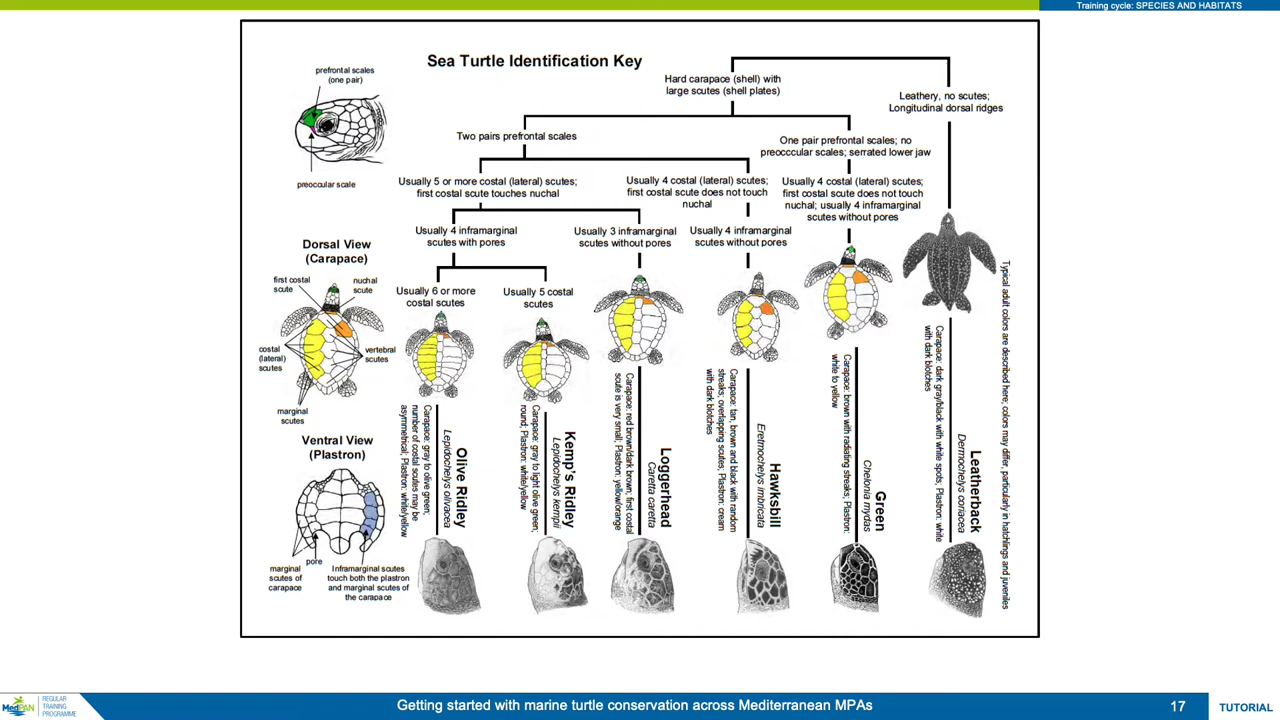 Training cycle: SPECIES AND HABITATS
Sea Turtle Identification Key
prefrontal scales
(one pair)
preocular scale
Hard carapace (shell) with
large scutes (shell plates)
Leathery, no scutes;
Longitudinal dorsal ridges
Two pairs prefrontal scales
One pair prefrontal scales; no
preocccular scales; serrated lower jaw
Usually 5 or more costal (lateral) scutes;
first costal scute touches nuchal
Usually 4 costal (lateral) scutes;
first costal scute does not touch
nuchal
Usually 4 costal (lateral) scutes;
first costal scute does not touch
nuchal; usually 4 inframarginal
scutes without pores
Usually 4 inframarginal
scutes with pores
Usually 3 inframarginal
scutes without pores
Usually 4 inframarginal
scutes without pores
Usually 6 or more
costal scutes
Usually 5 costal
scutes
Dorsal View
(Carapace)
first costal
scute
nuchal
scute
costal
(lateral)
scutes
vertebral
scutes
marginal
scutes
Ventral View
(Plastron)
pore
marginal
scutes of
carapace
Inframarginal scutes
touch both the plastron
and marginal scutes of
the carapace
Olive Ridley
Lepidochelys olivacea
Carapace: gray to olive green;
number of costal scutes may be
asymmetrical; Plastron: white/yellow
Kemp's Ridley
Lepidochelys kempii
Carapace: gray to light olive green;
round; Plastron: white/yellow
Loggerhead
Caretta caretta
Carapace: red brown/dark brown; first costal
scute is very small; Plastron: yellow/orange
Hawksbill
Eretmochelys imbricata
Carapace: tan, brown and black with random
streaks; overlapping scutes; Plastron: cream
with dark blotches
Green
Chelonia mydas
Carapace: brown with radiating streaks; Plastron:
white to yellow
Leatherback
Dermochelys coriacea
Carapace: dark gray/black with white spots; Plastron: white
with dark blotches
Typical adult colors are described here; colors may differ, particularly in hatchlings and juveniles
MedPAN
REGULAR
TRAINING
PROGRAMME
Getting started with marine turtle conservation across Mediterranean MPAs
17
TUTORIAL